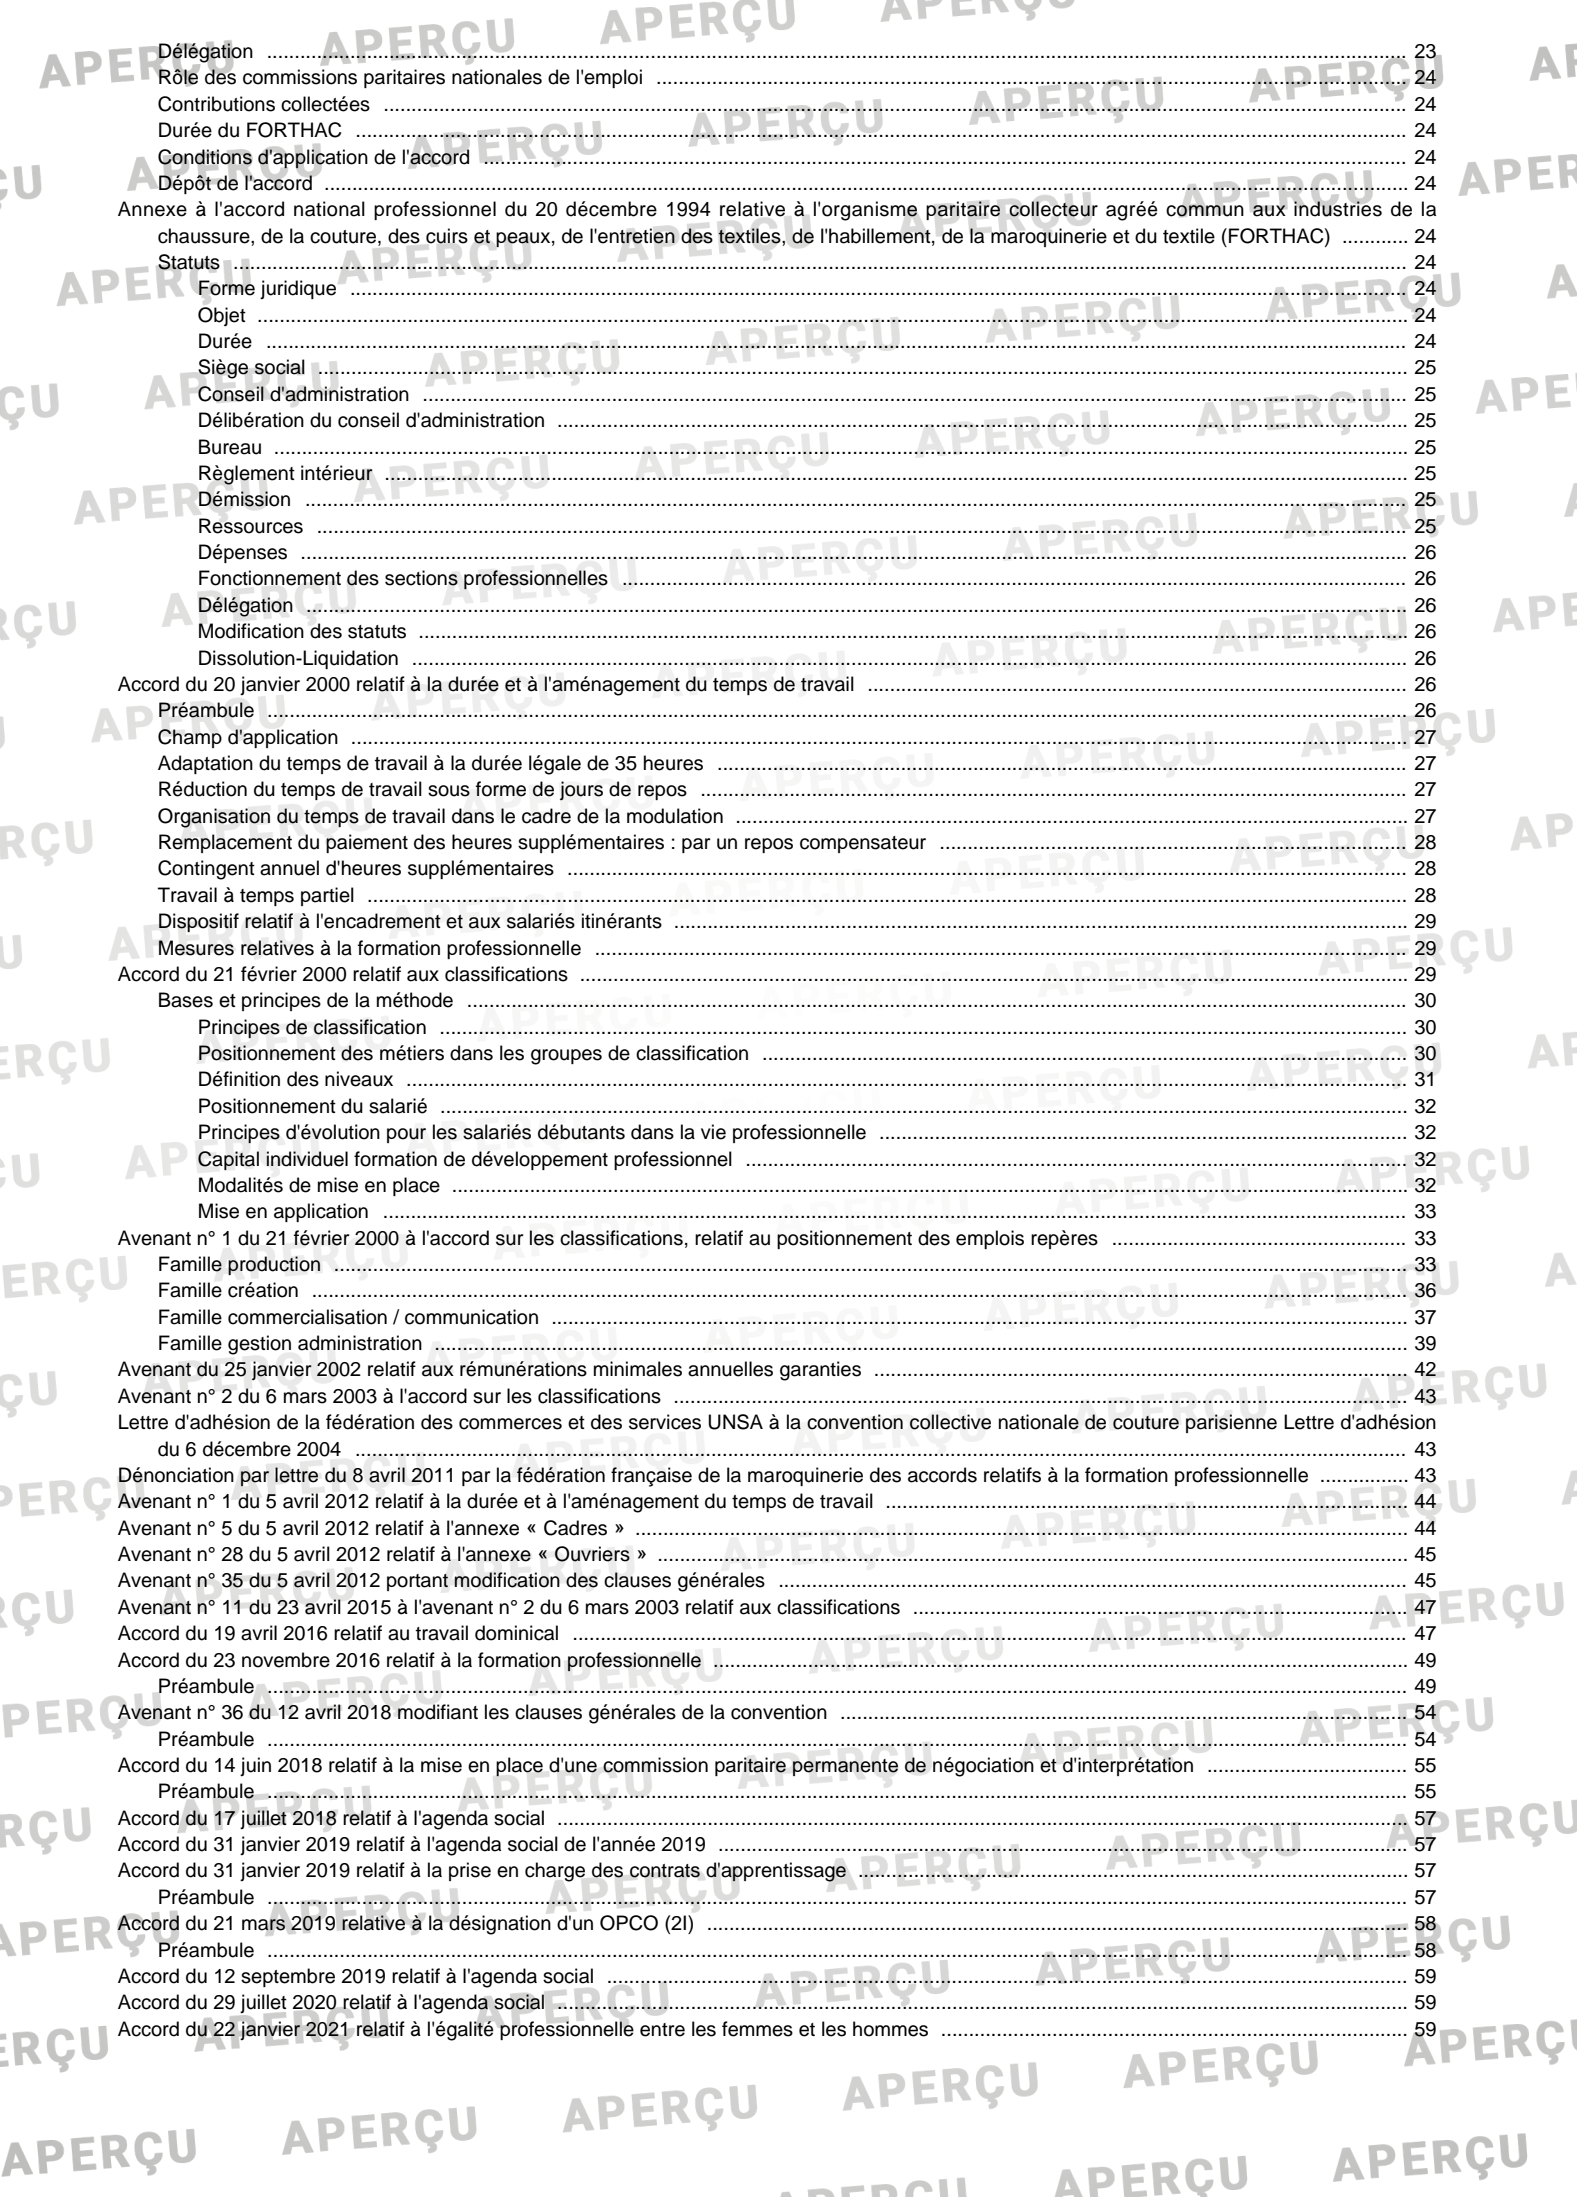 Délégation 23
Rôle des commissions paritaires nationales de l'emploi 24
Contributions collectées 24
Durée du FORTHAC 24
Conditions d'application de l'accord 24
Dépôt de l'accord 24
Annexe à l'accord national professionnel du 20 décembre 1994 relative à l'organisme paritaire collecteur agréé commun aux industries de la
chaussure, de la couture, des cuirs et peaux, de l'entretien des textiles, de l'habillement, de la maroquinerie et du textile (FORTHAC) 24
Statuts 24
Forme juridique 24
Objet 24
Durée 24
Siège social 25
Conseil d'administration 25
Délibération du conseil d'administration 25
Bureau 25
Règlement intérieur 25
Démission 25
Ressources 25
Dépenses 26
Fonctionnement des sections professionnelles 26
Délégation 26
Modification des statuts 26
Dissolution-Liquidation 26
Accord du 20 janvier 2000 relatif à la durée et à l'aménagement du temps de travail 26
Préambule 26
Champ d'application 27
Adaptation du temps de travail à la durée légale de 35 heures 27
Réduction du temps de travail sous forme de jours de repos 27
Organisation du temps de travail dans le cadre de la modulation 27
Remplacement du paiement des heures supplémentaires : par un repos compensateur 28
Contingent annuel d'heures supplémentaires 28
Travail à temps partiel 28
Dispositif relatif à l'encadrement et aux salariés itinérants 29
Mesures relatives à la formation professionnelle 29
Accord du 21 février 2000 relatif aux classifications 29
Bases et principes de la méthode 30
Principes de classification 30
Positionnement des métiers dans les groupes de classification 30
Définition des niveaux 31
Positionnement du salarié 32
Principes d'évolution pour les salariés débutants dans la vie professionnelle 32
Capital individuel formation de développement professionnel 32
Modalités de mise en place 32
Mise en application 33
Avenant n° 1 du 21 février 2000 à l'accord sur les classifications, relatif au positionnement des emplois repères 33
Famille production 33
Famille création 36
Famille commercialisation / communication 37
Famille gestion administration 39
Avenant du 25 janvier 2002 relatif aux rémunérations minimales annuelles garanties 42
Avenant n° 2 du 6 mars 2003 à l'accord sur les classifications 43
Lettre d'adhésion de la fédération des commerces et des services UNSA à la convention collective nationale de couture parisienne Lettre d'adhésion
du 6 décembre 2004 43
Dénonciation par lettre du 8 avril 2011 par la fédération française de la maroquinerie des accords relatifs à la formation professionnelle 43
Avenant n° 1 du 5 avril 2012 relatif à la durée et à l'aménagement du temps de travail 44
Avenant n° 5 du 5 avril 2012 relatif à l'annexe « Cadres » 44
Avenant n° 28 du 5 avril 2012 relatif à l'annexe « Ouvriers » 45
Avenant n° 35 du 5 avril 2012 portant modification des clauses générales 45
Avenant n° 11 du 23 avril 2015 à l'avenant n° 2 du 6 mars 2003 relatif aux classifications 47
Accord du 19 avril 2016 relatif au travail dominical 47
Accord du 23 novembre 2016 relatif à la formation professionnelle 49
Préambule 49
Avenant n° 36 du 12 avril 2018 modifiant les clauses générales de la convention 54
Préambule 54
Accord du 14 juin 2018 relatif à la mise en place d'une commission paritaire permanente de négociation et d'interprétation 55
Préambule 55
Accord du 17 juillet 2018 relatif à l'agenda social 57
Accord du 31 janvier 2019 relatif à l'agenda social de l'année 2019 57
Accord du 31 janvier 2019 relatif à la prise en charge des contrats d'apprentissage 57
Préambule 57
Accord du 21 mars 2019 relative à la désignation d'un OPCO (2I) 58
Préambule 58
Accord du 12 septembre 2019 relatif à l'agenda social 59
Accord du 29 juillet 2020 relatif à l'agenda social 59
Accord du 22 janvier 2021 relatif à l'égalité professionnelle entre les femmes et les hommes 59
APERÇU